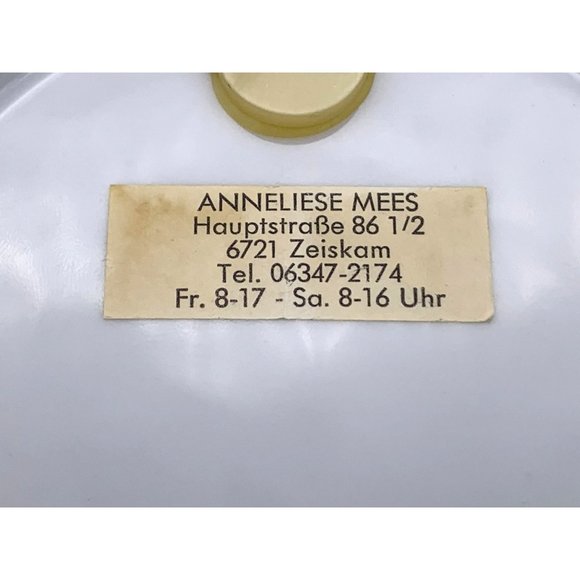 ANNELIESE MEES
Hauptstraße 86 1/2
6721 Zeiskam
Tel. 06347-2174
Fr. 8-17 - Sa. 8-16 Uhr